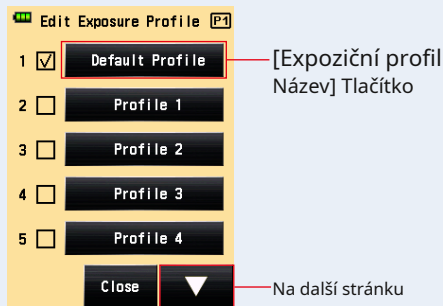 Edit Exposure Profile P1
1 Default Profile
[Expoziční profil
Název] Tlačítko
2 Profile 1
3 Profile 2
4 Profile 3
5 Profile 4
Close
Na další stránku